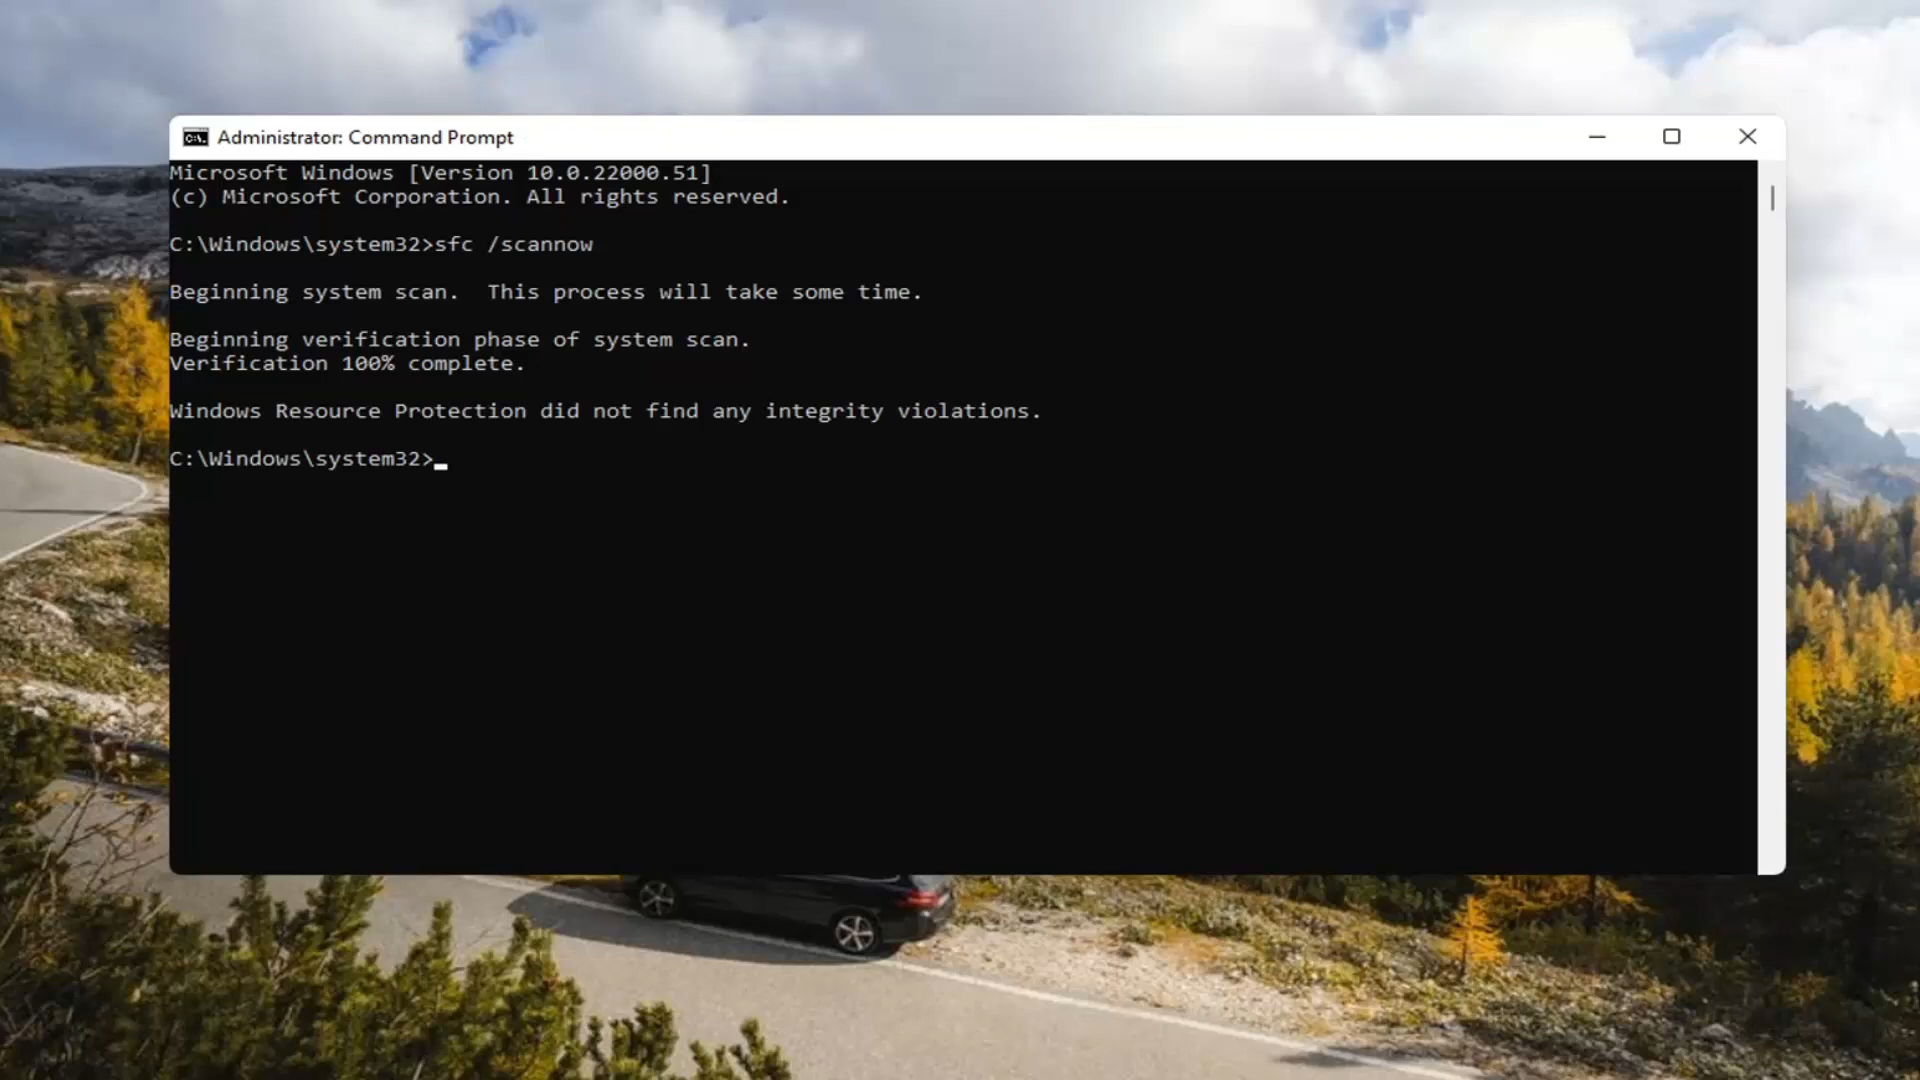 Administrator: Command Prompt
Microsoft Windows [Version 10.0.22000.51]
(c) Microsoft Corporation. All rights reserved.
C:\Windows\system32>sfc /scannow
Beginning system scan.  This process will take some time.
Beginning verification phase of system scan.
Verification 100% complete.
Windows Resource Protection did not find any integrity violations.
C:\Windows\system32>